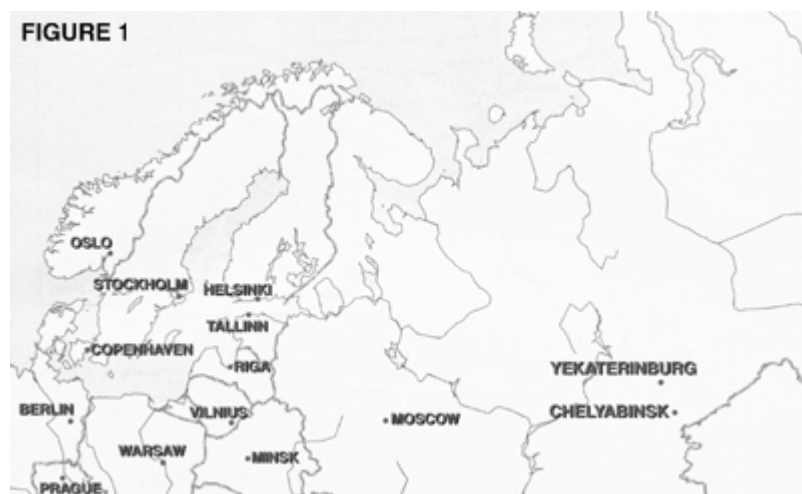 FIGURE 1
OSLO
STOCKHOLM
HELSINKI
TALLINN
COPENHAVEN
RIGA
YEKATERINBURG
BERLIN
VILNIUS
MOSCOW
CHELYABINSK
WARSAW
MINSK
PRAGUE